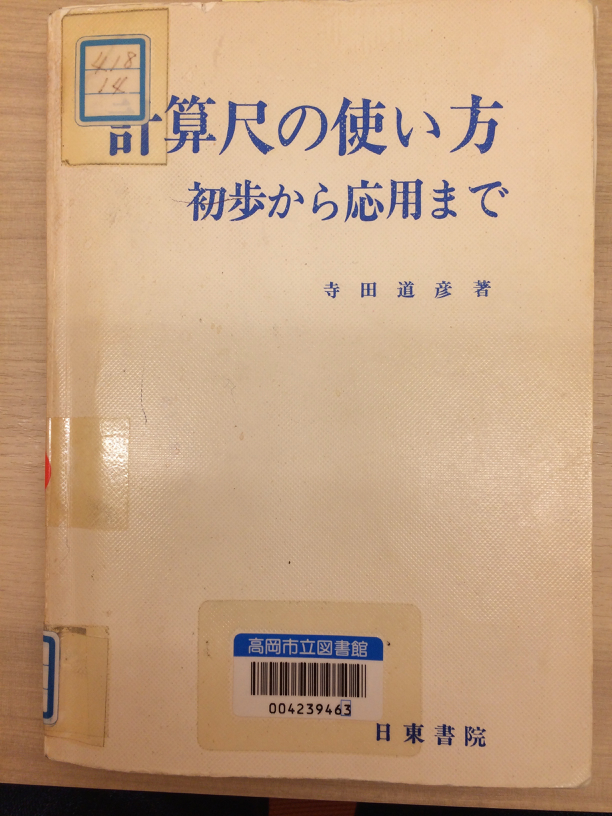 418
14
計算尺の使い方
初歩から応用まで
寺田道彦著
高岡市立図書館
004239463
日東書院